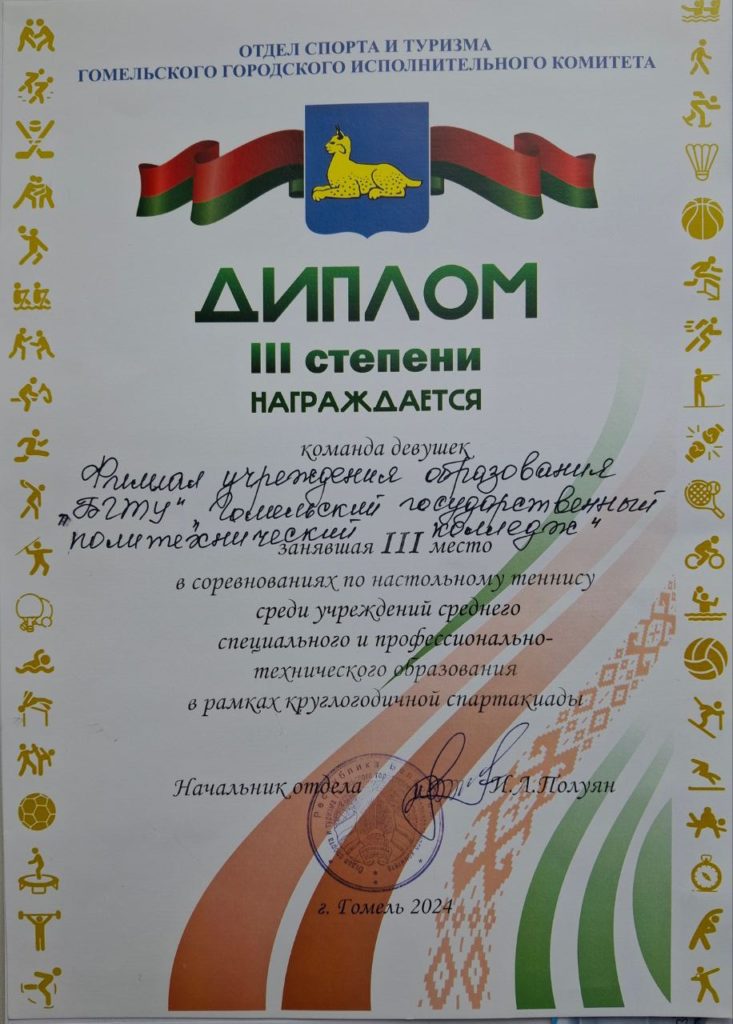 ОТДЕЛ СПОРТА И ТУРИЗМА
ГОМЕЛЬСКОГО ГОРОДСКОГО ИСПОЛНИТЕЛЬНОГО КОМИТЕТА
ДИПЛОМ
III степени
НАГРАЖДАЕТСЯ
команда девушек
Филиал учреждения образования
„БГТУ“ „Гомельский государственный
политехнический колледж“
занявшая III место
в соревнованиях по настольному теннису
среди учреждений среднего
специального и профессионально-
технического образования
в рамках круглогодичной спартакиады
Начальник отдела И.Л.Полуян
г. Гомель 2024